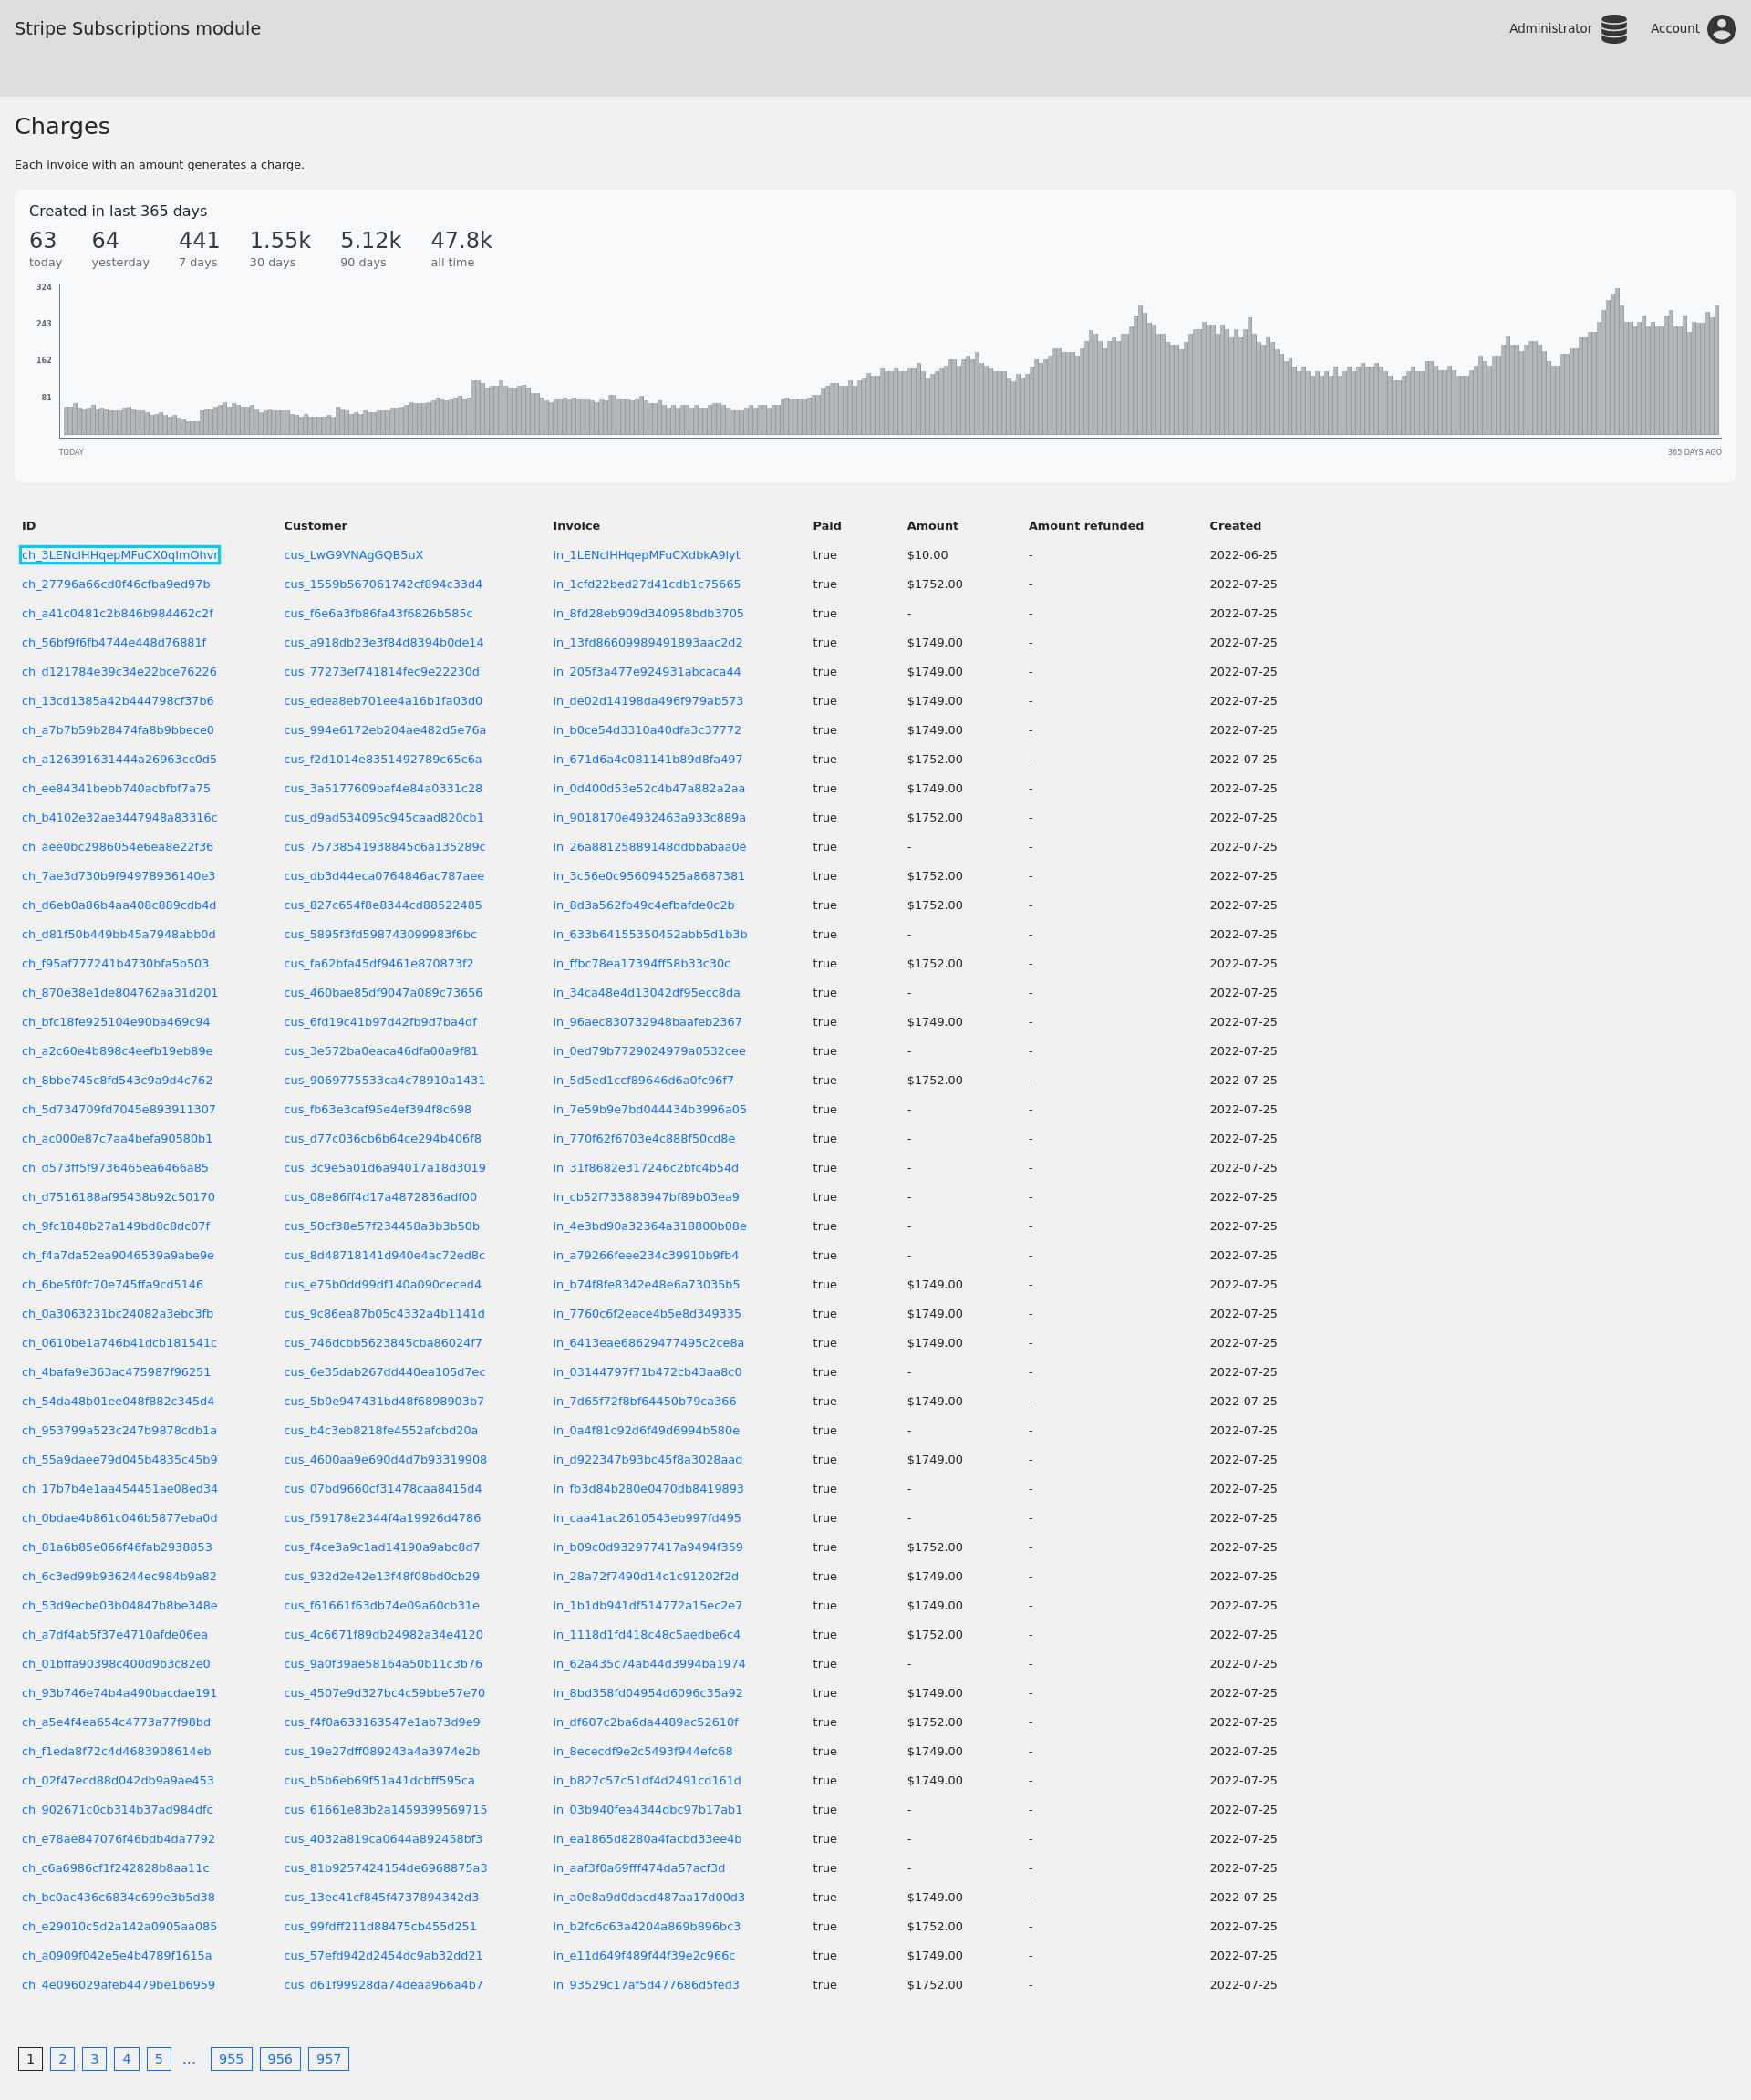 Stripe Subscriptions module Administrator Account
Charges
Each invoice with an amount generates a charge.
Created in last 365 days
63 64 441 1.55k 5.12k 47.8k
today yesterday 7 days 30 days 90 days all time
324
243
162
81
TODAY 365 DAYS AGO
ID Customer Invoice Paid Amount Amount refunded Created
ch_3LENclHHqepMFuCX0qImOhvr cus_LwG9VNAgGQB5uX in_1LENclHHqepMFuCXdbkA9lyt true $10.00 - 2022-06-25
ch_27796a66cd0f46cfba9ed97b cus_1559b567061742cf894c33d4 in_1cfd22bed27d41cdb1c75665 true $1752.00 - 2022-07-25
ch_a41c0481c2b846b984462c2f cus_f6e6a3fb86fa43f6826b585c in_8fd28eb909d340958bdb3705 true - - 2022-07-25
ch_56bf9f6fb4744e448d76881f cus_a918db23e3f84d8394b0de14 in_13fd86609989491893aac2d2 true $1749.00 - 2022-07-25
ch_d121784e39c34e22bce76226 cus_77273ef741814fec9e22230d in_205f3a477e924931abcaca44 true $1749.00 - 2022-07-25
ch_13cd1385a42b444798cf37b6 cus_edea8eb701ee4a16b1fa03d0 in_de02d14198da496f979ab573 true $1749.00 - 2022-07-25
ch_a7b7b59b28474fa8b9bbece0 cus_994e6172eb204ae482d5e76a in_b0ce54d3310a40dfa3c37772 true $1749.00 - 2022-07-25
ch_a126391631444a26963cc0d5 cus_f2d1014e8351492789c65c6a in_671d6a4c081141b89d8fa497 true $1752.00 - 2022-07-25
ch_ee84341bebb740acbfbf7a75 cus_3a5177609baf4e84a0331c28 in_0d400d53e52c4b47a882a2aa true $1749.00 - 2022-07-25
ch_b4102e32ae3447948a83316c cus_d9ad534095c945caad820cb1 in_9018170e4932463a933c889a true $1752.00 - 2022-07-25
ch_aee0bc2986054e6ea8e22f36 cus_75738541938845c6a135289c in_26a88125889148ddbbabaa0e true - - 2022-07-25
ch_7ae3d730b9f94978936140e3 cus_db3d44eca0764846ac787aee in_3c56e0c956094525a8687381 true $1752.00 - 2022-07-25
ch_d6eb0a86b4aa408c889cdb4d cus_827c654f8e8344cd88522485 in_8d3a562fb49c4efbafde0c2b true $1752.00 - 2022-07-25
ch_d81f50b449bb45a7948abb0d cus_5895f3fd598743099983f6bc in_633b64155350452abb5d1b3b true - - 2022-07-25
ch_f95af777241b4730bfa5b503 cus_fa62bfa45df9461e870873f2 in_ffbc78ea17394ff58b33c30c true $1752.00 - 2022-07-25
ch_870e38e1de804762aa31d201 cus_460bae85df9047a089c73656 in_34ca48e4d13042df95ecc8da true - - 2022-07-25
ch_bfc18fe925104e90ba469c94 cus_6fd19c41b97d42fb9d7ba4df in_96aec830732948baafeb2367 true $1749.00 - 2022-07-25
ch_a2c60e4b898c4eefb19eb89e cus_3e572ba0eaca46dfa00a9f81 in_0ed79b7729024979a0532cee true - - 2022-07-25
ch_8bbe745c8fd543c9a9d4c762 cus_9069775533ca4c78910a1431 in_5d5ed1ccf89646d6a0fc96f7 true $1752.00 - 2022-07-25
ch_5d734709fd7045e893911307 cus_fb63e3caf95e4ef394f8c698 in_7e59b9e7bd044434b3996a05 true - - 2022-07-25
ch_ac000e87c7aa4befa90580b1 cus_d77c036cb6b64ce294b406f8 in_770f62f6703e4c888f50cd8e true - - 2022-07-25
ch_d573ff5f9736465ea6466a85 cus_3c9e5a01d6a94017a18d3019 in_31f8682e317246c2bfc4b54d true - - 2022-07-25
ch_d7516188af95438b92c50170 cus_08e86ff4d17a4872836adf00 in_cb52f733883947bf89b03ea9 true - - 2022-07-25
ch_9fc1848b27a149bd8c8dc07f cus_50cf38e57f234458a3b3b50b in_4e3bd90a32364a318800b08e true - - 2022-07-25
ch_f4a7da52ea9046539a9abe9e cus_8d48718141d940e4ac72ed8c in_a79266feee234c39910b9fb4 true - - 2022-07-25
ch_6be5f0fc70e745ffa9cd5146 cus_e75b0dd99df140a090ceced4 in_b74f8fe8342e48e6a73035b5 true $1749.00 - 2022-07-25
ch_0a3063231bc24082a3ebc3fb cus_9c86ea87b05c4332a4b1141d in_7760c6f2eace4b5e8d349335 true $1749.00 - 2022-07-25
ch_0610be1a746b41dcb181541c cus_746dcbb5623845cba86024f7 in_6413eae68629477495c2ce8a true $1749.00 - 2022-07-25
ch_4bafa9e363ac475987f96251 cus_6e35dab267dd440ea105d7ec in_03144797f71b472cb43aa8c0 true - - 2022-07-25
ch_54da48b01ee048f882c345d4 cus_5b0e947431bd48f6898903b7 in_7d65f72f8bf64450b79ca366 true $1749.00 - 2022-07-25
ch_953799a523c247b9878cdb1a cus_b4c3eb8218fe4552afcbd20a in_0a4f81c92d6f49d6994b580e true - - 2022-07-25
ch_55a9daee79d045b4835c45b9 cus_4600aa9e690d4d7b93319908 in_d922347b93bc45f8a3028aad true $1749.00 - 2022-07-25
ch_17b7b4e1aa454451ae08ed34 cus_07bd9660cf31478caa8415d4 in_fb3d84b280e0470db8419893 true - - 2022-07-25
ch_0bdae4b861c046b5877eba0d cus_f59178e2344f4a19926d4786 in_caa41ac2610543eb997fd495 true - - 2022-07-25
ch_81a6b85e066f46fab2938853 cus_f4ce3a9c1ad14190a9abc8d7 in_b09c0d932977417a9494f359 true $1752.00 - 2022-07-25
ch_6c3ed99b936244ec984b9a82 cus_932d2e42e13f48f08bd0cb29 in_28a72f7490d14c1c91202f2d true $1749.00 - 2022-07-25
ch_53d9ecbe03b04847b8be348e cus_f61661f63db74e09a60cb31e in_1b1db941df514772a15ec2e7 true $1749.00 - 2022-07-25
ch_a7df4ab5f37e4710afde06ea cus_4c6671f89db24982a34e4120 in_1118d1fd418c48c5aedbe6c4 true $1752.00 - 2022-07-25
ch_01bffa90398c400d9b3c82e0 cus_9a0f39ae58164a50b11c3b76 in_62a435c74ab44d3994ba1974 true - - 2022-07-25
ch_93b746e74b4a490bacdae191 cus_4507e9d327bc4c59bbe57e70 in_8bd358fd04954d6096c35a92 true $1749.00 - 2022-07-25
ch_a5e4f4ea654c4773a77f98bd cus_f4f0a633163547e1ab73d9e9 in_df607c2ba6da4489ac52610f true $1752.00 - 2022-07-25
ch_f1eda8f72c4d4683908614eb cus_19e27dff089243a4a3974e2b in_8ececdf9e2c5493f944efc68 true $1749.00 - 2022-07-25
ch_02f47ecd88d042db9a9ae453 cus_b5b6eb69f51a41dcbff595ca in_b827c57c51df4d2491cd161d true $1749.00 - 2022-07-25
ch_902671c0cb314b37ad984dfc cus_61661e83b2a1459399569715 in_03b940fea4344dbc97b17ab1 true - - 2022-07-25
ch_e78ae847076f46bdb4da7792 cus_4032a819ca0644a892458bf3 in_ea1865d8280a4facbd33ee4b true - - 2022-07-25
ch_c6a6986cf1f242828b8aa11c cus_81b9257424154de6968875a3 in_aaf3f0a69fff474da57acf3d true - - 2022-07-25
ch_bc0ac436c6834c699e3b5d38 cus_13ec41cf845f4737894342d3 in_a0e8a9d0dacd487aa17d00d3 true $1749.00 - 2022-07-25
ch_e29010c5d2a142a0905aa085 cus_99fdff211d88475cb455d251 in_b2fc6c63a4204a869b896bc3 true $1752.00 - 2022-07-25
ch_a0909f042e5e4b4789f1615a cus_57efd942d2454dc9ab32dd21 in_e11d649f489f44f39e2c966c true $1749.00 - 2022-07-25
ch_4e096029afeb4479be1b6959 cus_d61f99928da74deaa966a4b7 in_93529c17af5d477686d5fed3 true $1752.00 - 2022-07-25
1 2 3 4 5 ... 955 956 957